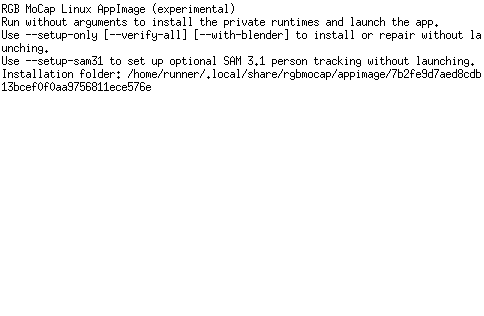 RGB MoCap Linux AppImage (experimental)
Run without arguments to install the private runtimes and launch the app.
Use --setup-only [--verify-all] [--with-blender] to install or repair without la
unching.
Use --setup-sam31 to set up optional SAM 3.1 person tracking without launching.
Installation folder: /home/runner/.local/share/rgbmocap/appimage/7b2fe9d7aed8cdb
13bcef0f0aa9756811ece576e